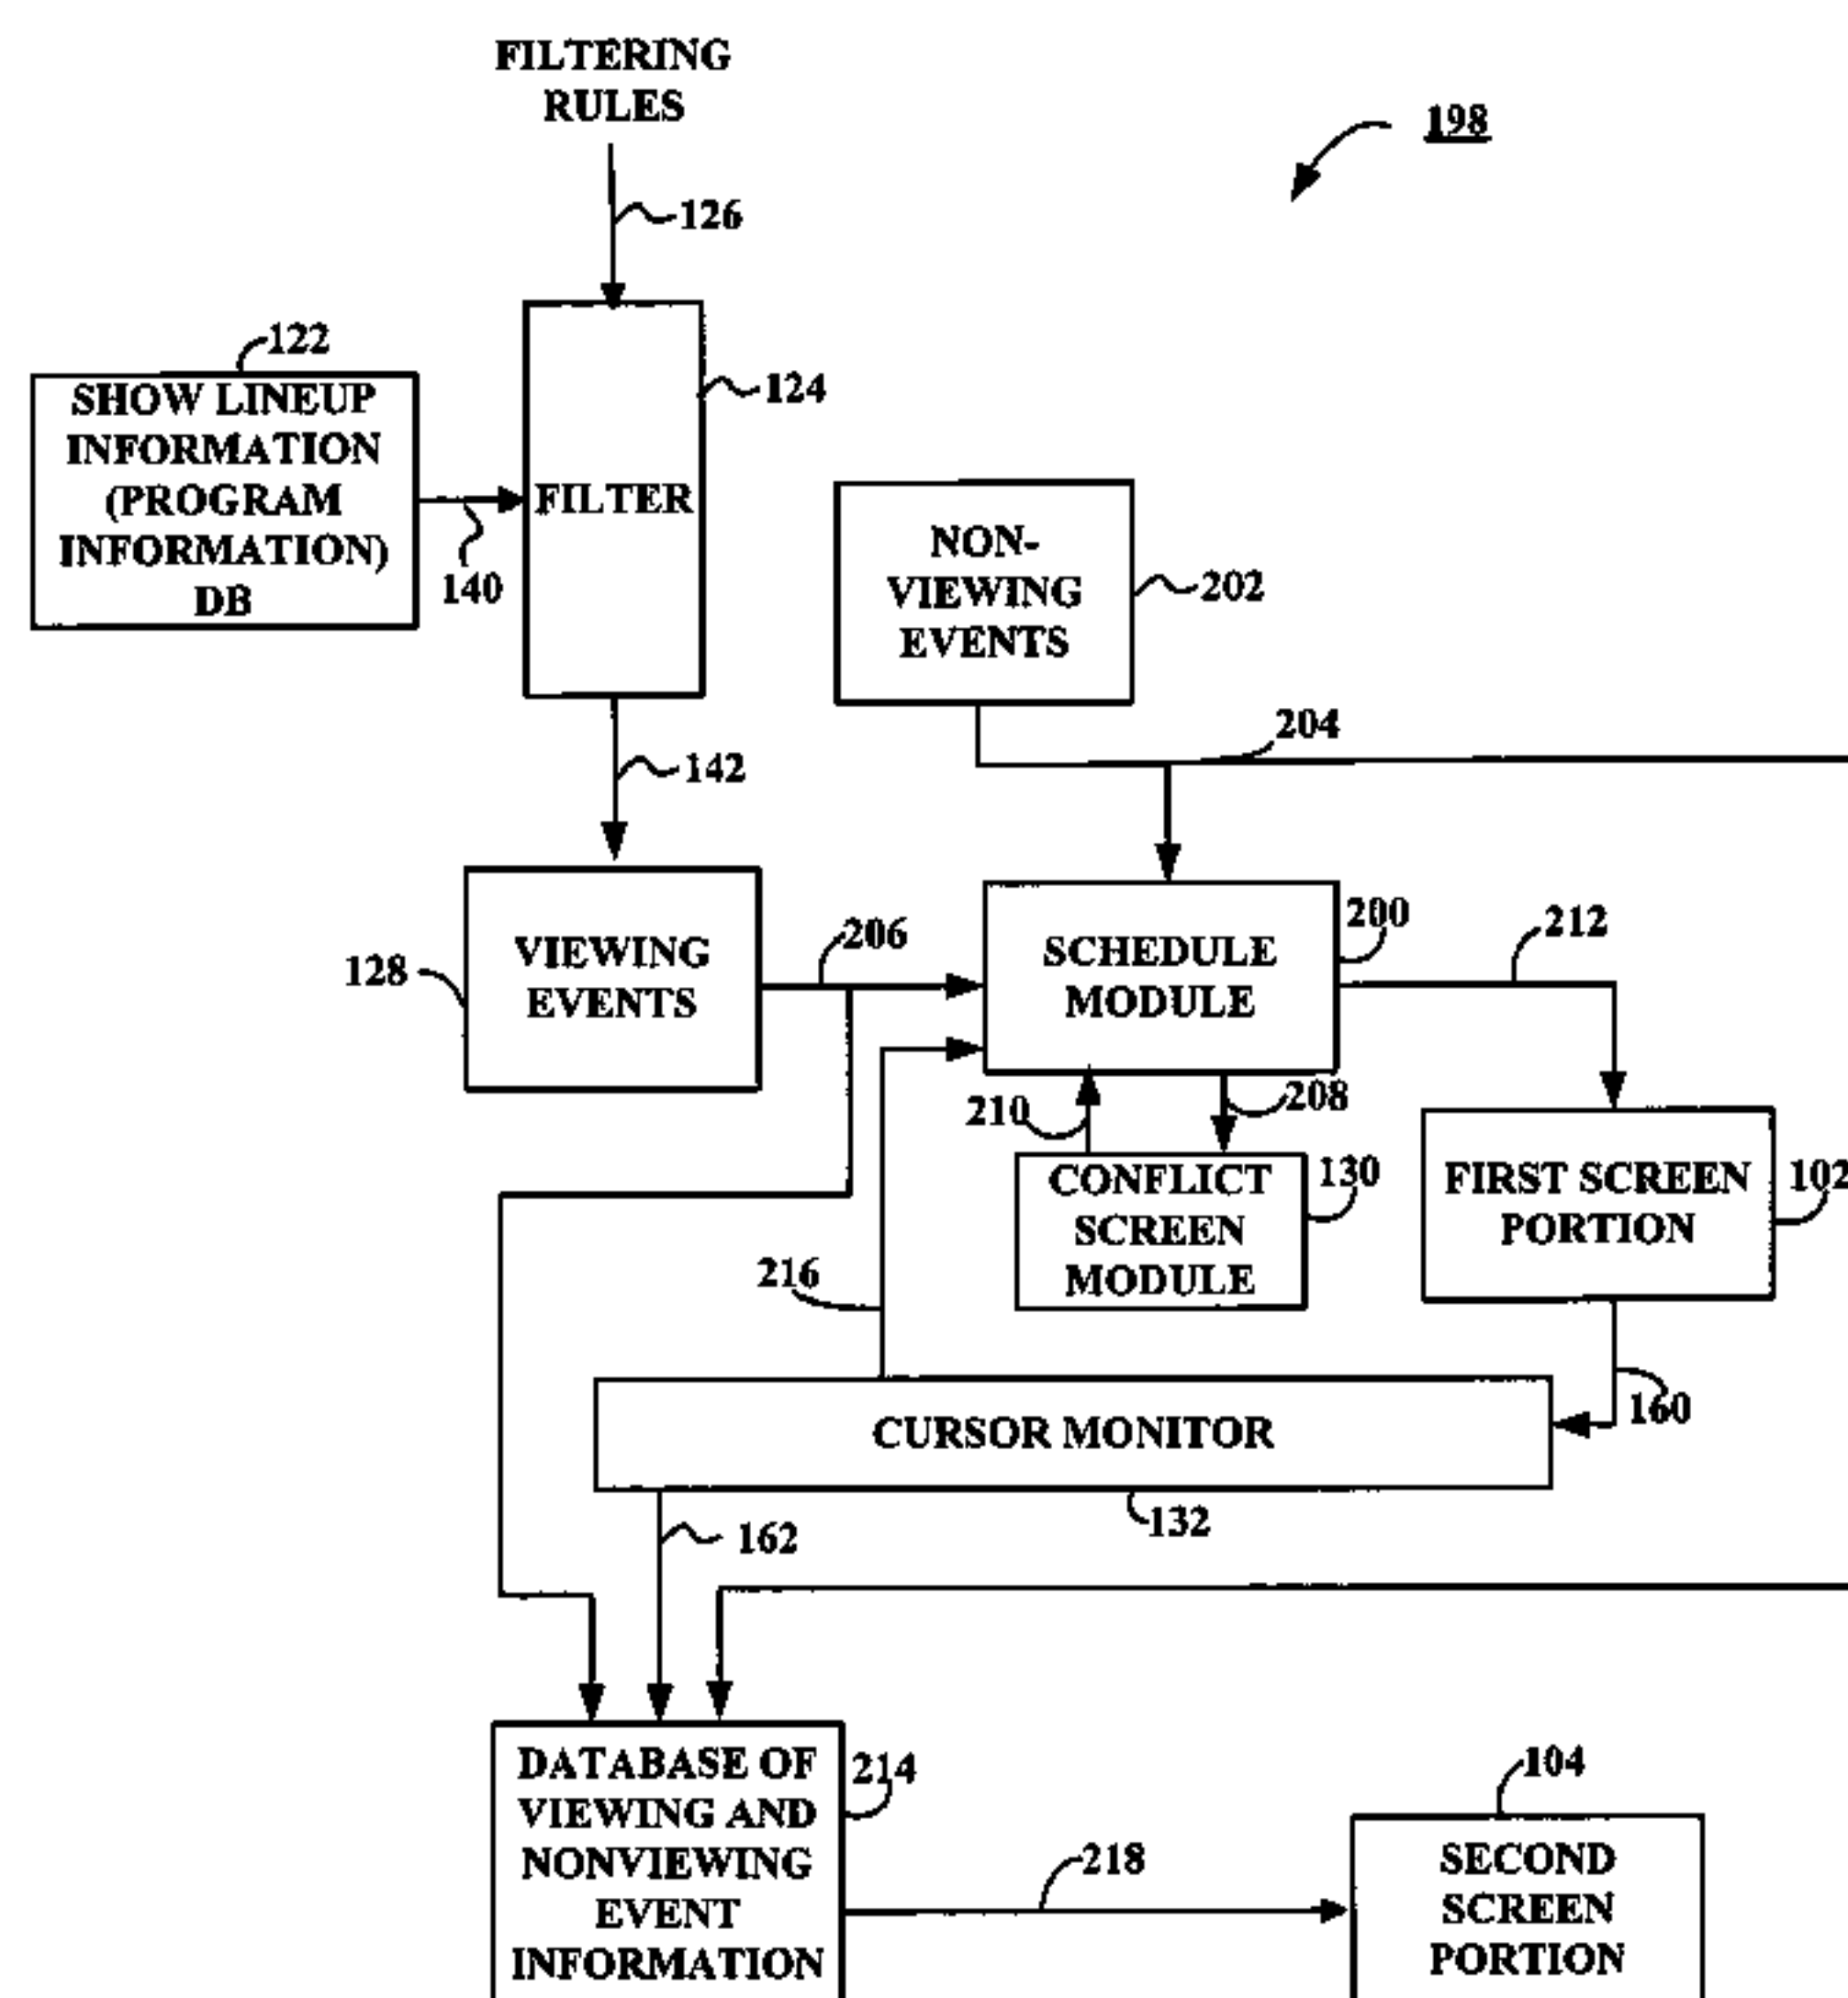 FILTERING
RULES
198
126
122
SHOW LINEUP
INFORMATION
(PROGRAM
INFORMATION)
DB
140
FILTER
124
NON-
VIEWING
EVENTS
202
204
142
128
VIEWING
EVENTS
206
SCHEDULE
MODULE
200
212
210
208
CONFLICT
SCREEN
MODULE
130
FIRST SCREEN
PORTION
102
216
CURSOR MONITOR
160
132
162
DATABASE OF
VIEWING AND
NONVIEWING
EVENT
INFORMATION
214
218
104
SECOND
SCREEN
PORTION